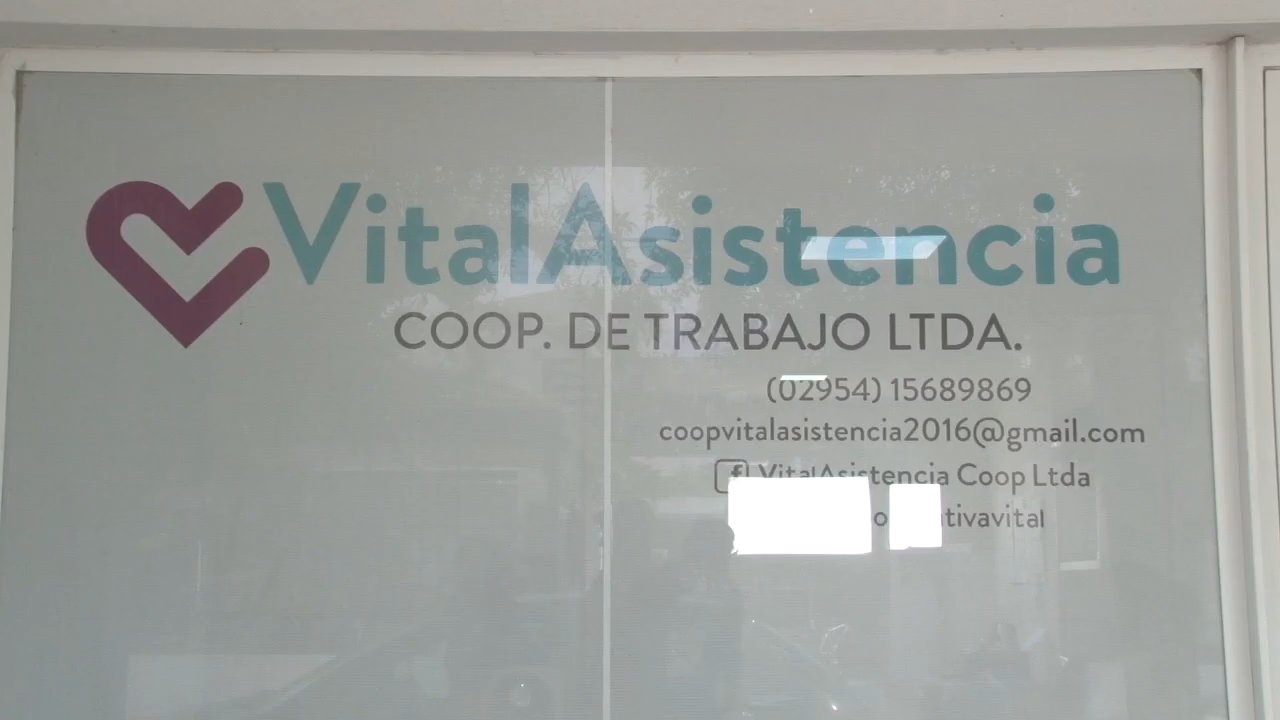 VitalAsistencia
COOP. DE TRABAJO LTDA.
(02954) 15689869
coopvitalasistencia2016@gmail.com
VitalAsistencia Coop Ltda